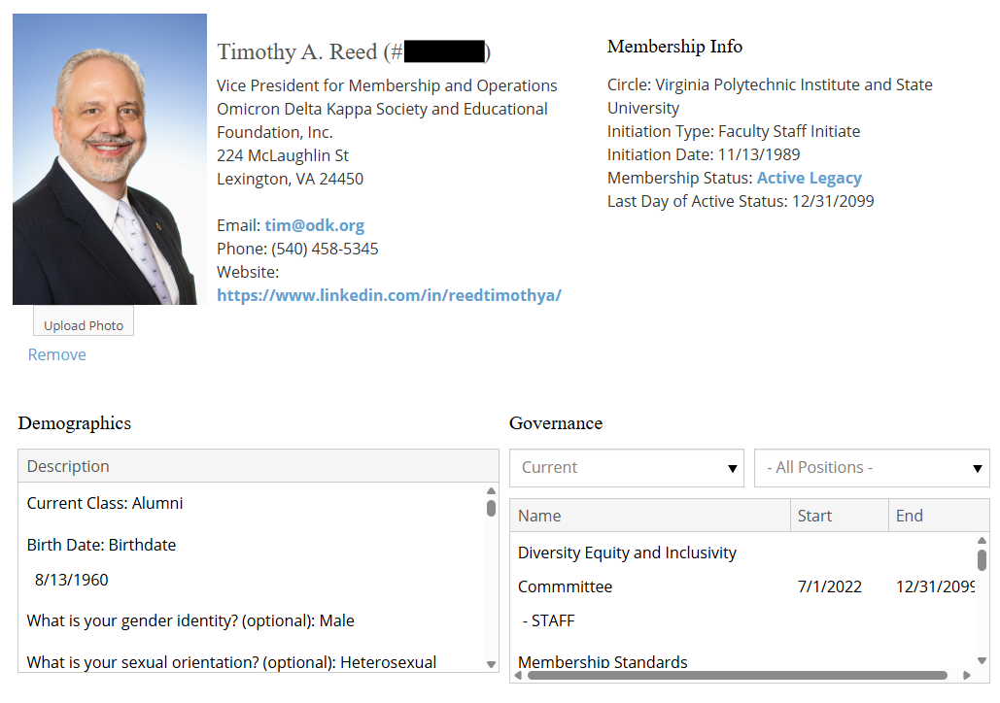 Timothy A. Reed (#)
Vice President for Membership and Operations
Omicron Delta Kappa Society and Educational
Foundation, Inc.
224 McLaughlin St
Lexington, VA 24450
Email: tim@odk.org
Phone: (540) 458-5345
Website:
https://www.linkedin.com/in/reedtimothya/
Upload Photo
Remove
Membership Info
Circle: Virginia Polytechnic Institute and State
University
Initiation Type: Faculty Staff Initiate
Initiation Date: 11/13/1989
Membership Status: Active Legacy
Last Day of Active Status: 12/31/2099
Demographics
Description
Current Class: Alumni
Birth Date: Birthdate
8/13/1960
What is your gender identity? (optional): Male
What is your sexual orientation? (optional): Heterosexual
Governance
Current
- All Positions -
Name Start End
Diversity Equity and Inclusivity
Commmittee 7/1/2022 12/31/2099
- STAFF
Membership Standards